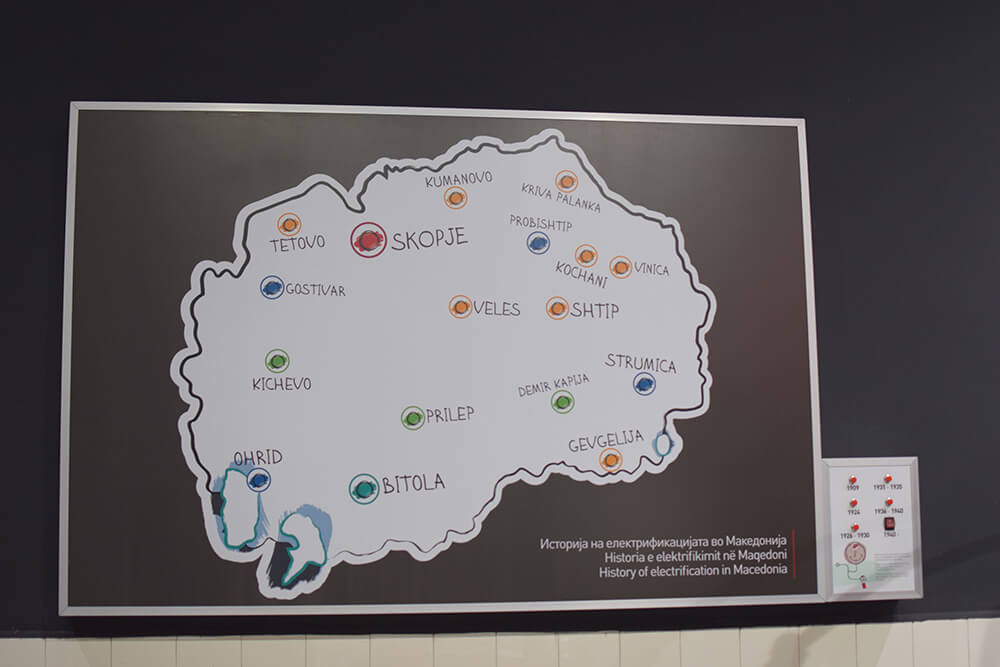 KUMANOVO
KRIVA PALANKA
TETOVO
SKOPJE
PROBISHTIP
KOCHANI
VINICA
GOSTIVAR
VELES
SHTIP
KICHEVO
STRUMICA
DEMIR KAPIJA
PRILEP
GEVGELIJA
OHRID
BITOLA
Историја на електрификацијата во Македонија
Historia e elektrifikimit në Maqedoni
History of electrification in Macedonia
1909
1931 - 1935
1924
1936 - 1940
1926 - 1930
1940 -